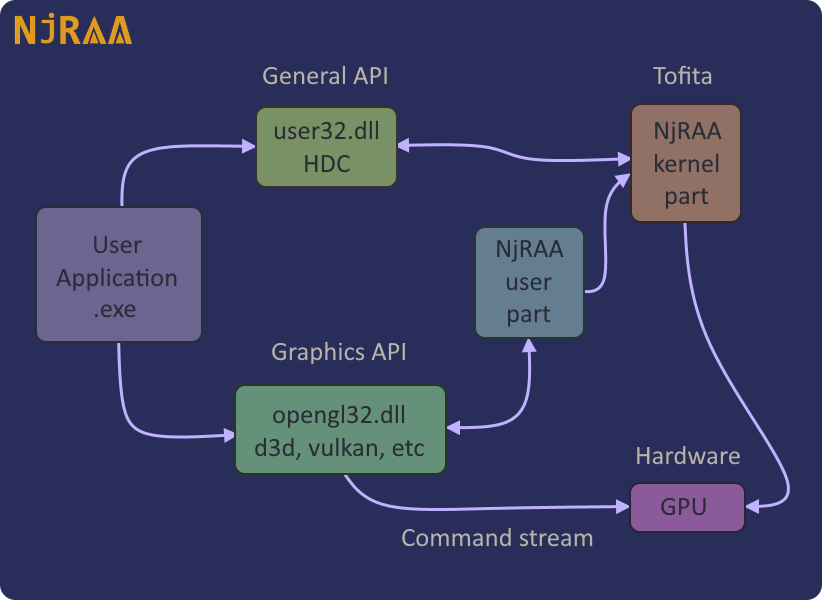 NjRAA
General API
Tofita
user32.dll
HDC
NjRAA
kernel
part
User
Application
.exe
NjRAA
user
part
Graphics API
opengl32.dll
d3d, vulkan, etc
Hardware
GPU
Command stream